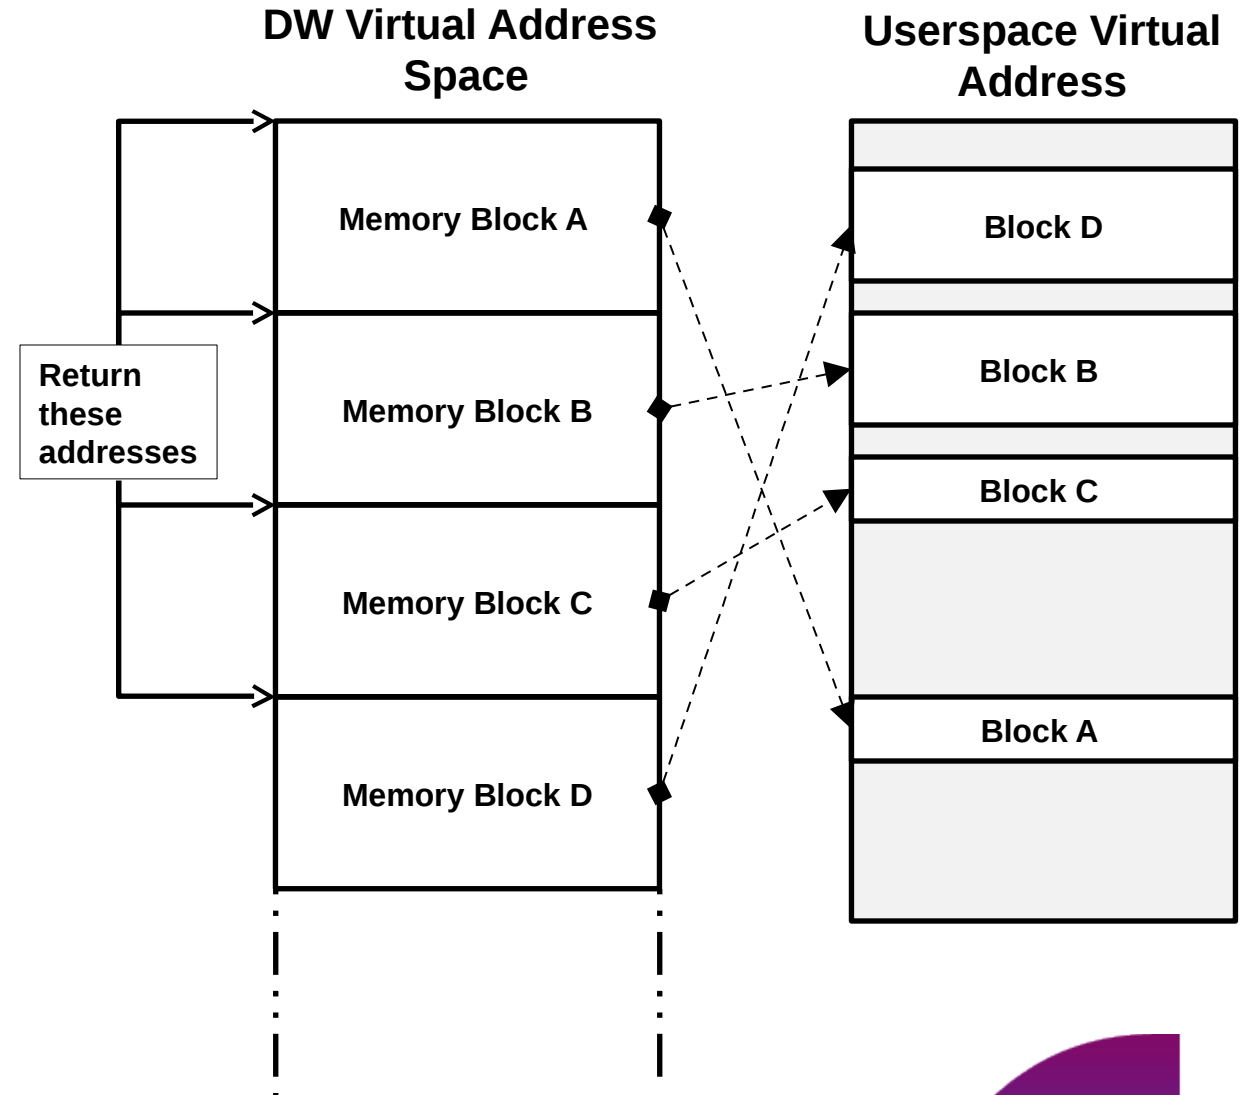 DW Virtual Address
Space
Userspace Virtual
Address
Return
these
addresses
Memory Block A
Memory Block B
Memory Block C
Memory Block D
Block D
Block B
Block C
Block A